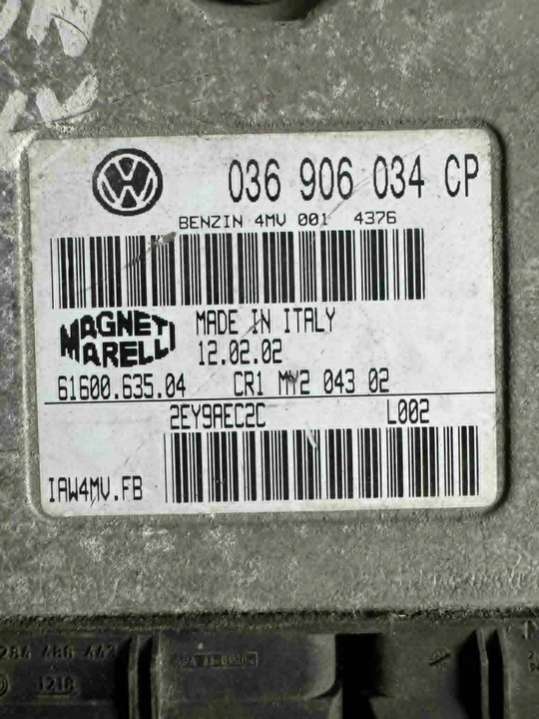 036 906 034 CP
BENZIN 4MV 001 4376
MAGNETI MARELLI
MADE IN ITALY
12.02.02
61600.635.04 CR1 MY2 043 02
2EY9AEC2C L002
IAW4MV.FB
1218